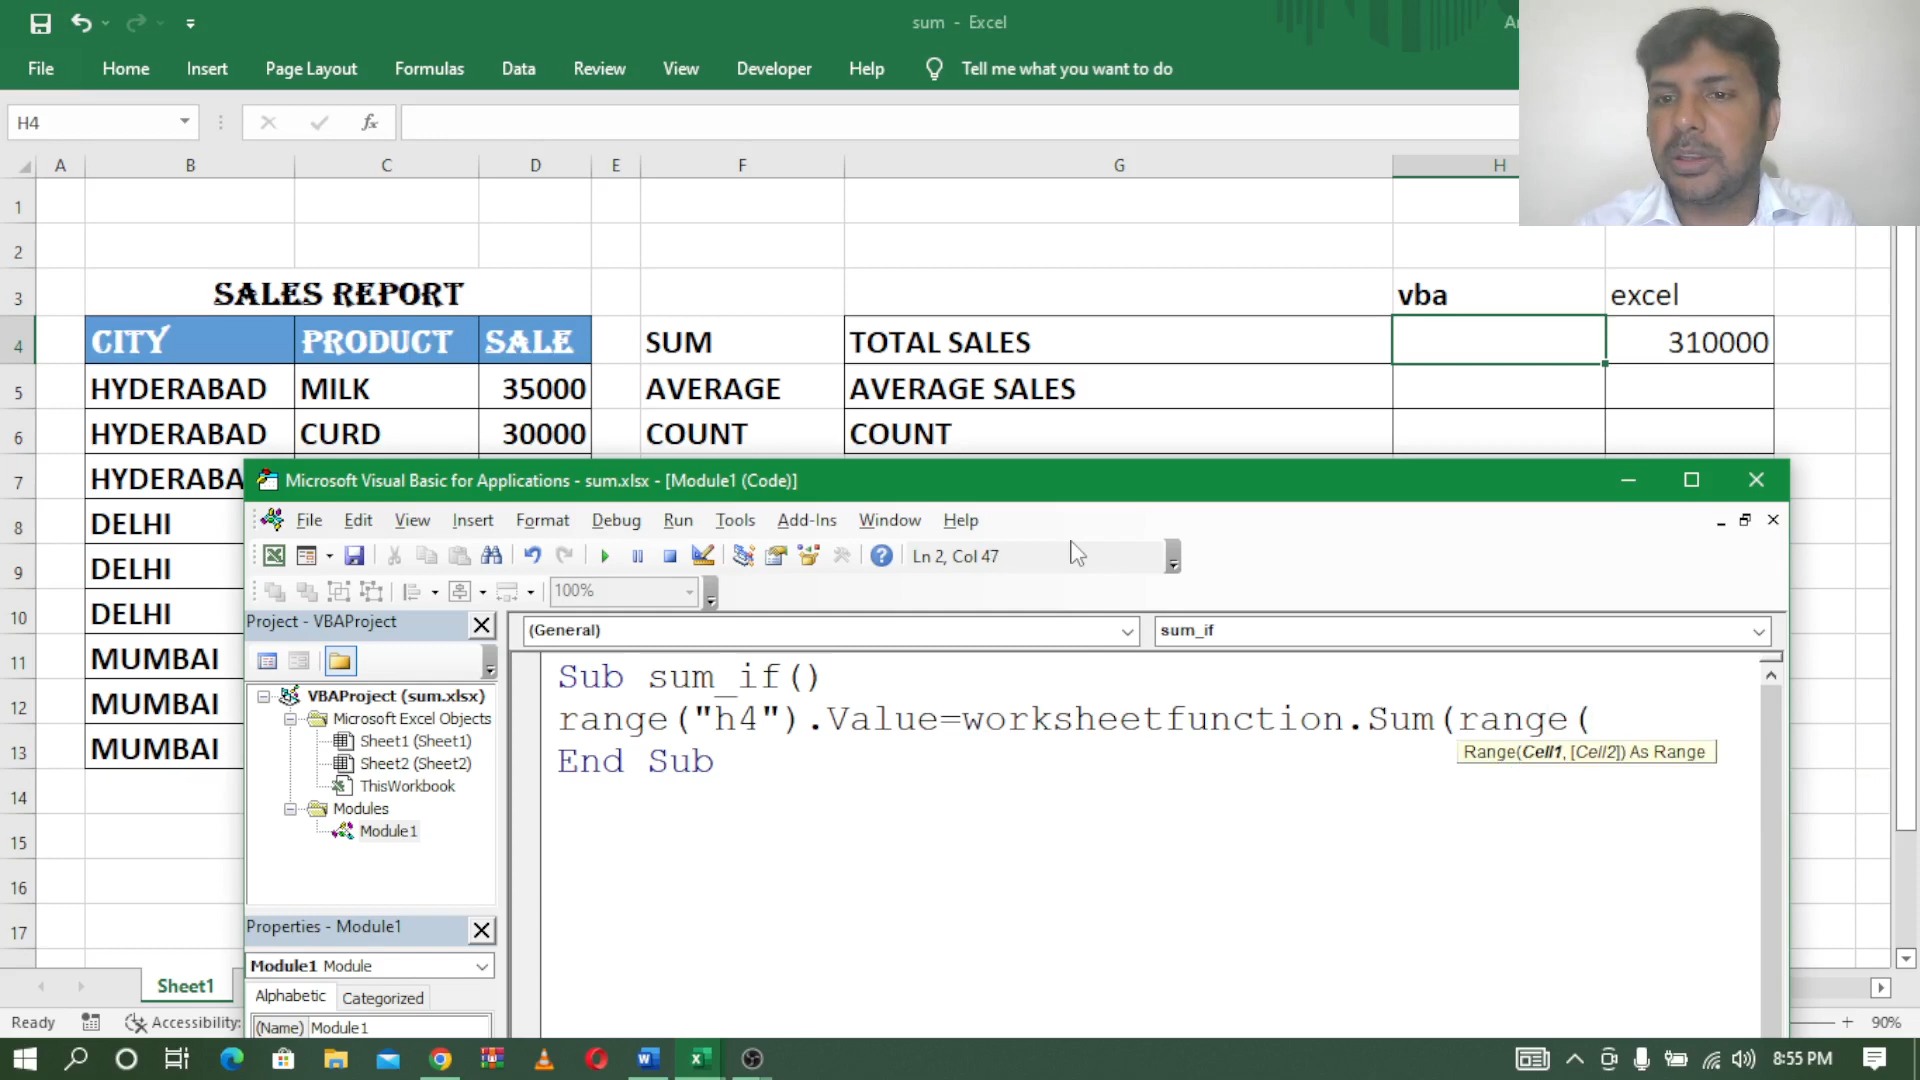 sum - Excel
File Home Insert Page Layout Formulas Data Review View Developer Help Tell me what you want to do
H4 fx
A B C D E F G H
1
2
3 SALES REPORT vba excel
4 CITY PRODUCT SALE SUM TOTAL SALES 310000
5 HYDERABAD MILK 35000 AVERAGE AVERAGE SALES
6 HYDERABAD CURD 30000 COUNT COUNT
7 HYDERABA
8 DELHI
9 DELHI
10 DELHI
11 MUMBAI
12 MUMBAI
13 MUMBAI
14
15
16
17
Microsoft Visual Basic for Applications - sum.xlsx - [Module1 (Code)]
File Edit View Insert Format Debug Run Tools Add-Ins Window Help
Ln 2, Col 47
100%
Project - VBAProject
VBAProject (sum.xlsx)
Microsoft Excel Objects
Sheet1 (Sheet1)
Sheet2 (Sheet2)
ThisWorkbook
Modules
Module1
Properties - Module1
Module1 Module
Alphabetic Categorized
(Name) Module1
(General) sum_if
Sub sum_if()
range("h4").Value=worksheetfunction.Sum(range(
Range(Cell1, [Cell2]) As Range
End Sub
Sheet1
Ready Accessibility: 90%
8:55 PM